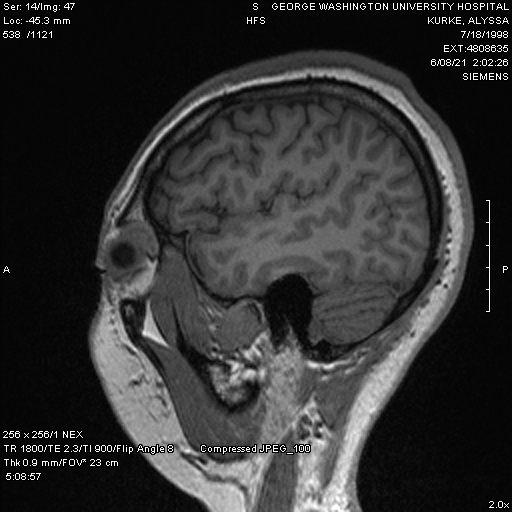 Ser: 14/Img: 47
Loc: -45.3 mm
538 /1121
S
HFS
GEORGE WASHINGTON UNIVERSITY HOSPITAL
KURKE, ALYSSA
7/18/1998
EXT:4808635
6/08/21 2:02:26
SIEMENS
A
P
256 x 256/1 NEX
TR 1800/TE 2.3/TI 900/Flip Angle 8
Thk 0.9 mm/FOV* 23 cm
5:08:57
Compressed JPEG_100
2.0x